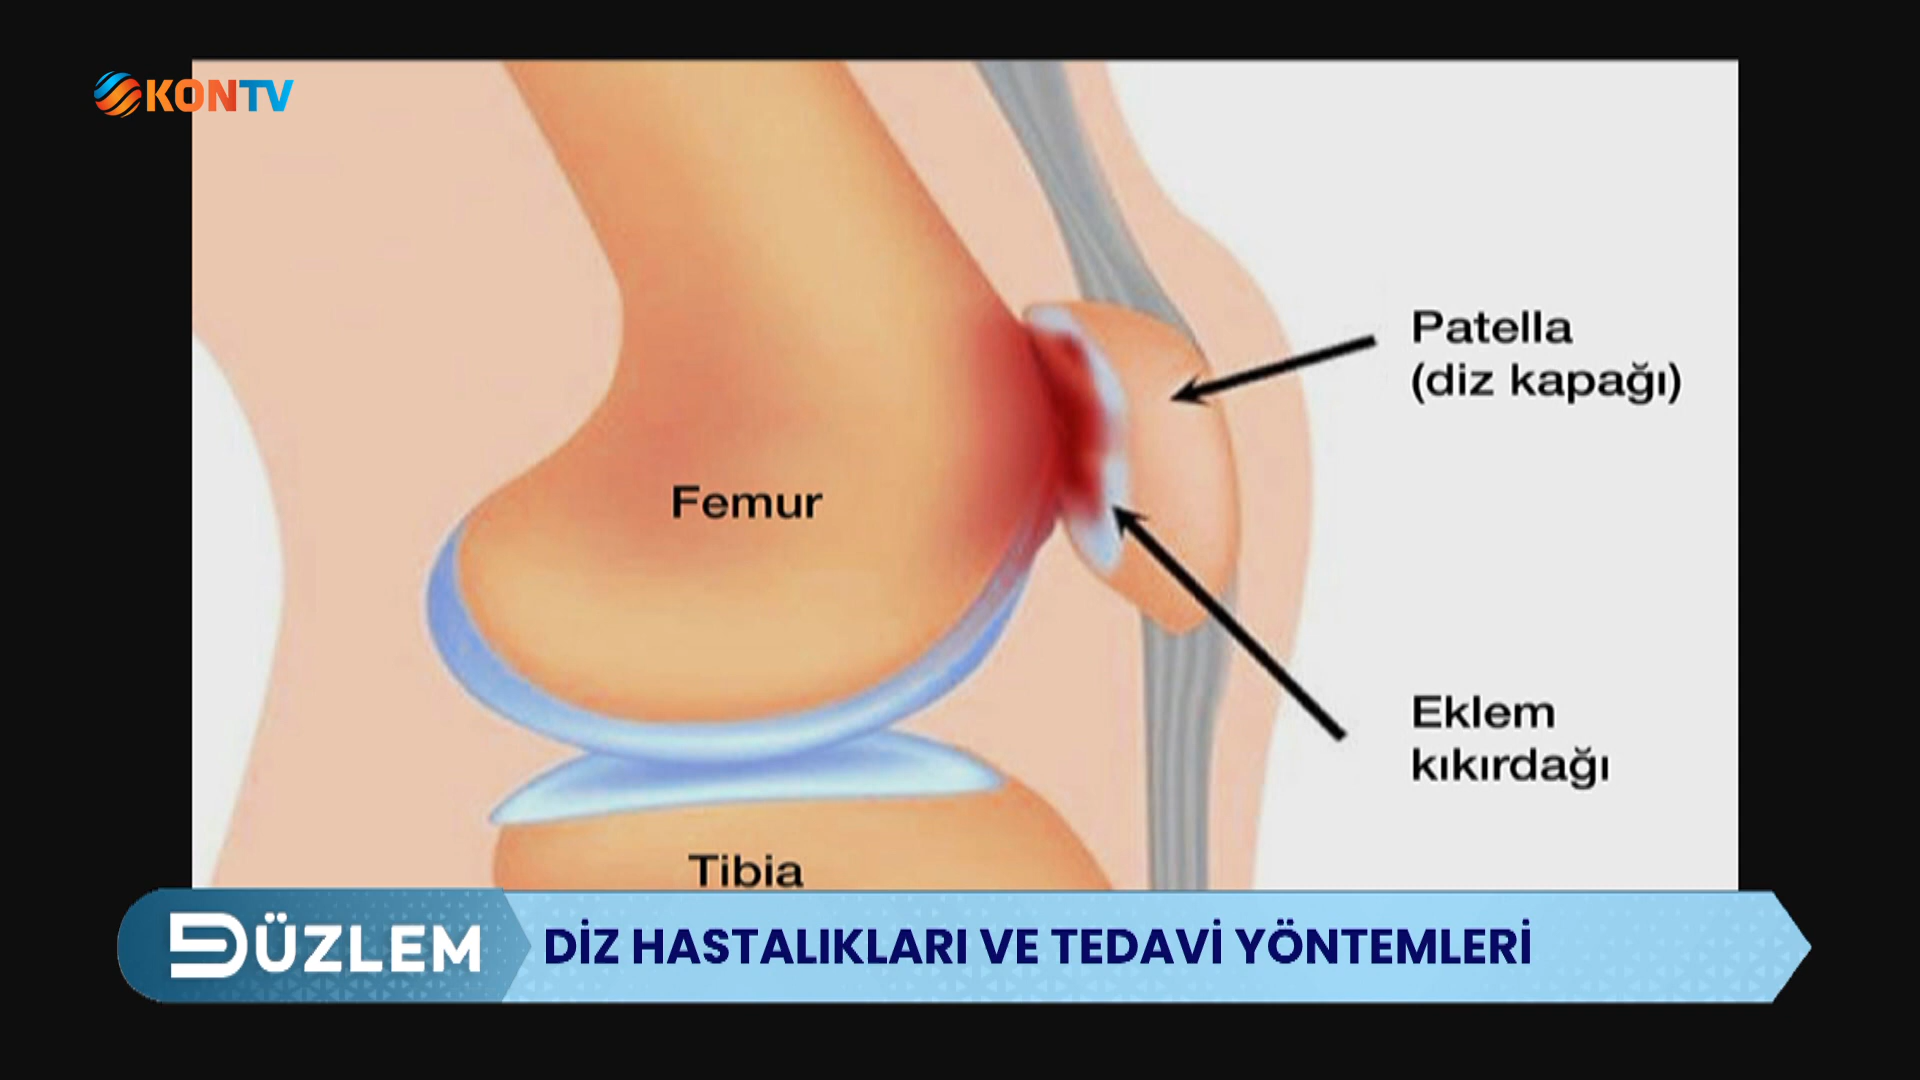 KONTV
Patella
(diz kapağı)
Femur
Eklem
kıkırdağı
Tibia
DÜZLEM
DİZ HASTALIKLARI VE TEDAVİ YÖNTEMLERİ